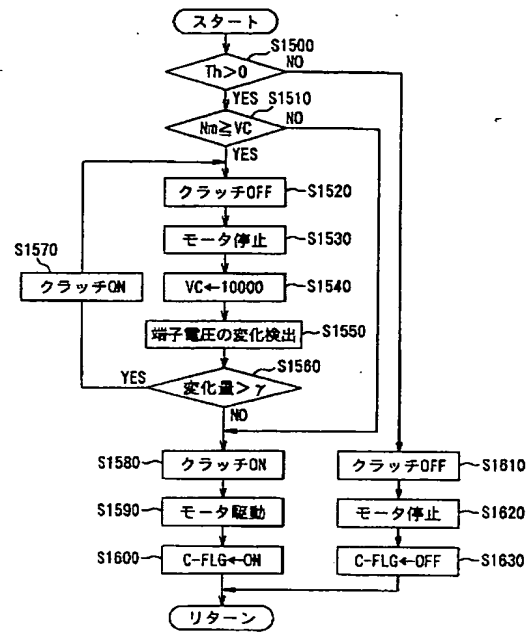 スタート
S1500
Th>0
NO
YES
S1510
Nm≧VC
NO
YES
クラッチOFF
S1520
モータ停止
S1530
S1570
クラッチON
VC←10000
S1540
端子電圧の変化検出
S1550
S1560
YES
変化量>γ
NO
S1580
クラッチON
クラッチOFF
S1610
S1590
モータ駆動
モータ停止
S1620
S1600
C-FLG←ON
C-FLG←OFF
S1630
リターン